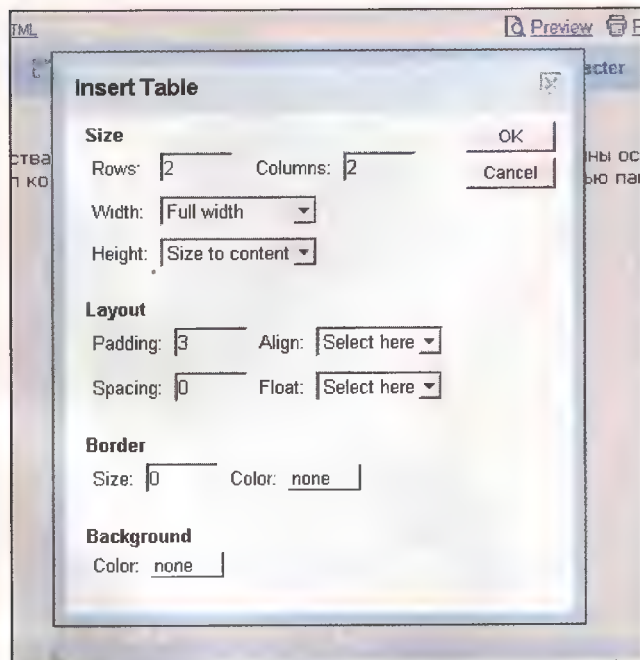 TML Preview
Insert Table
Size
OK
Rows: 2 Columns: 2
Cancel
Width: Full width
Height: Size to content
Layout
Padding: 3 Align: Select here
Spacing: 0 Float: Select here
Border
Size: 0 Color: none
Background
Color: none